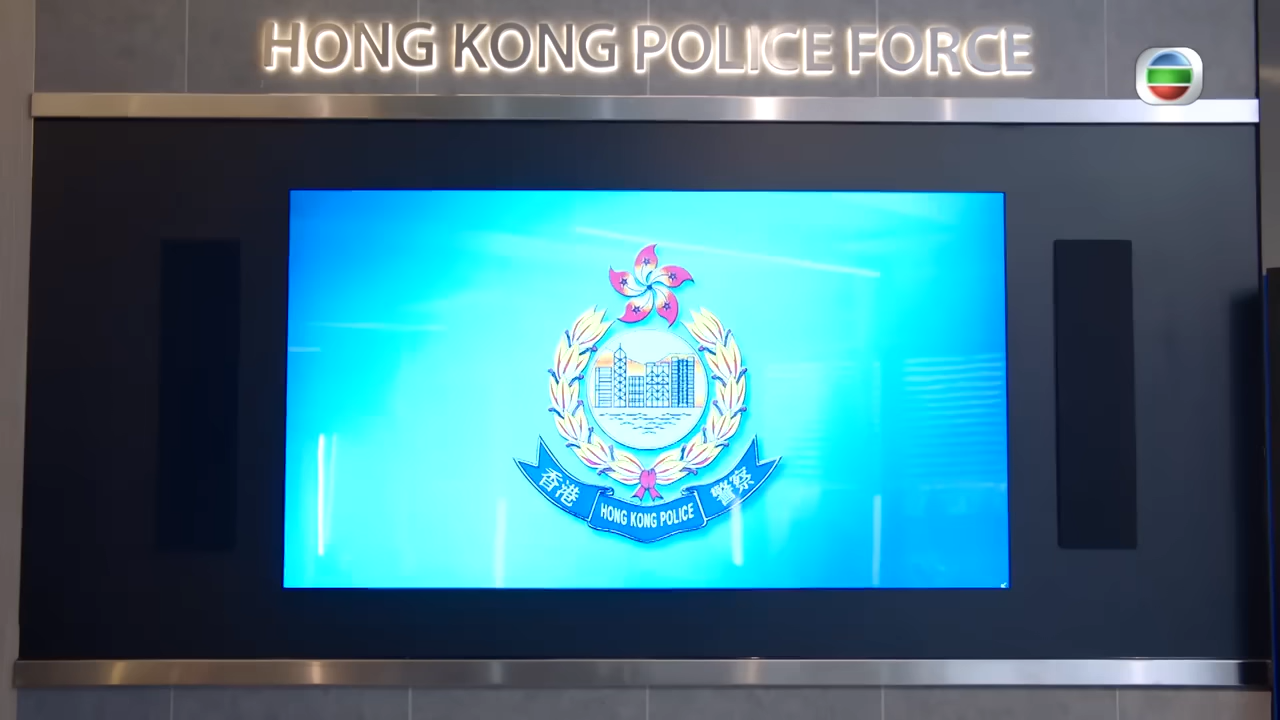 HONG KONG POLICE FORCE
香港
警察
HONG KONG POLICE